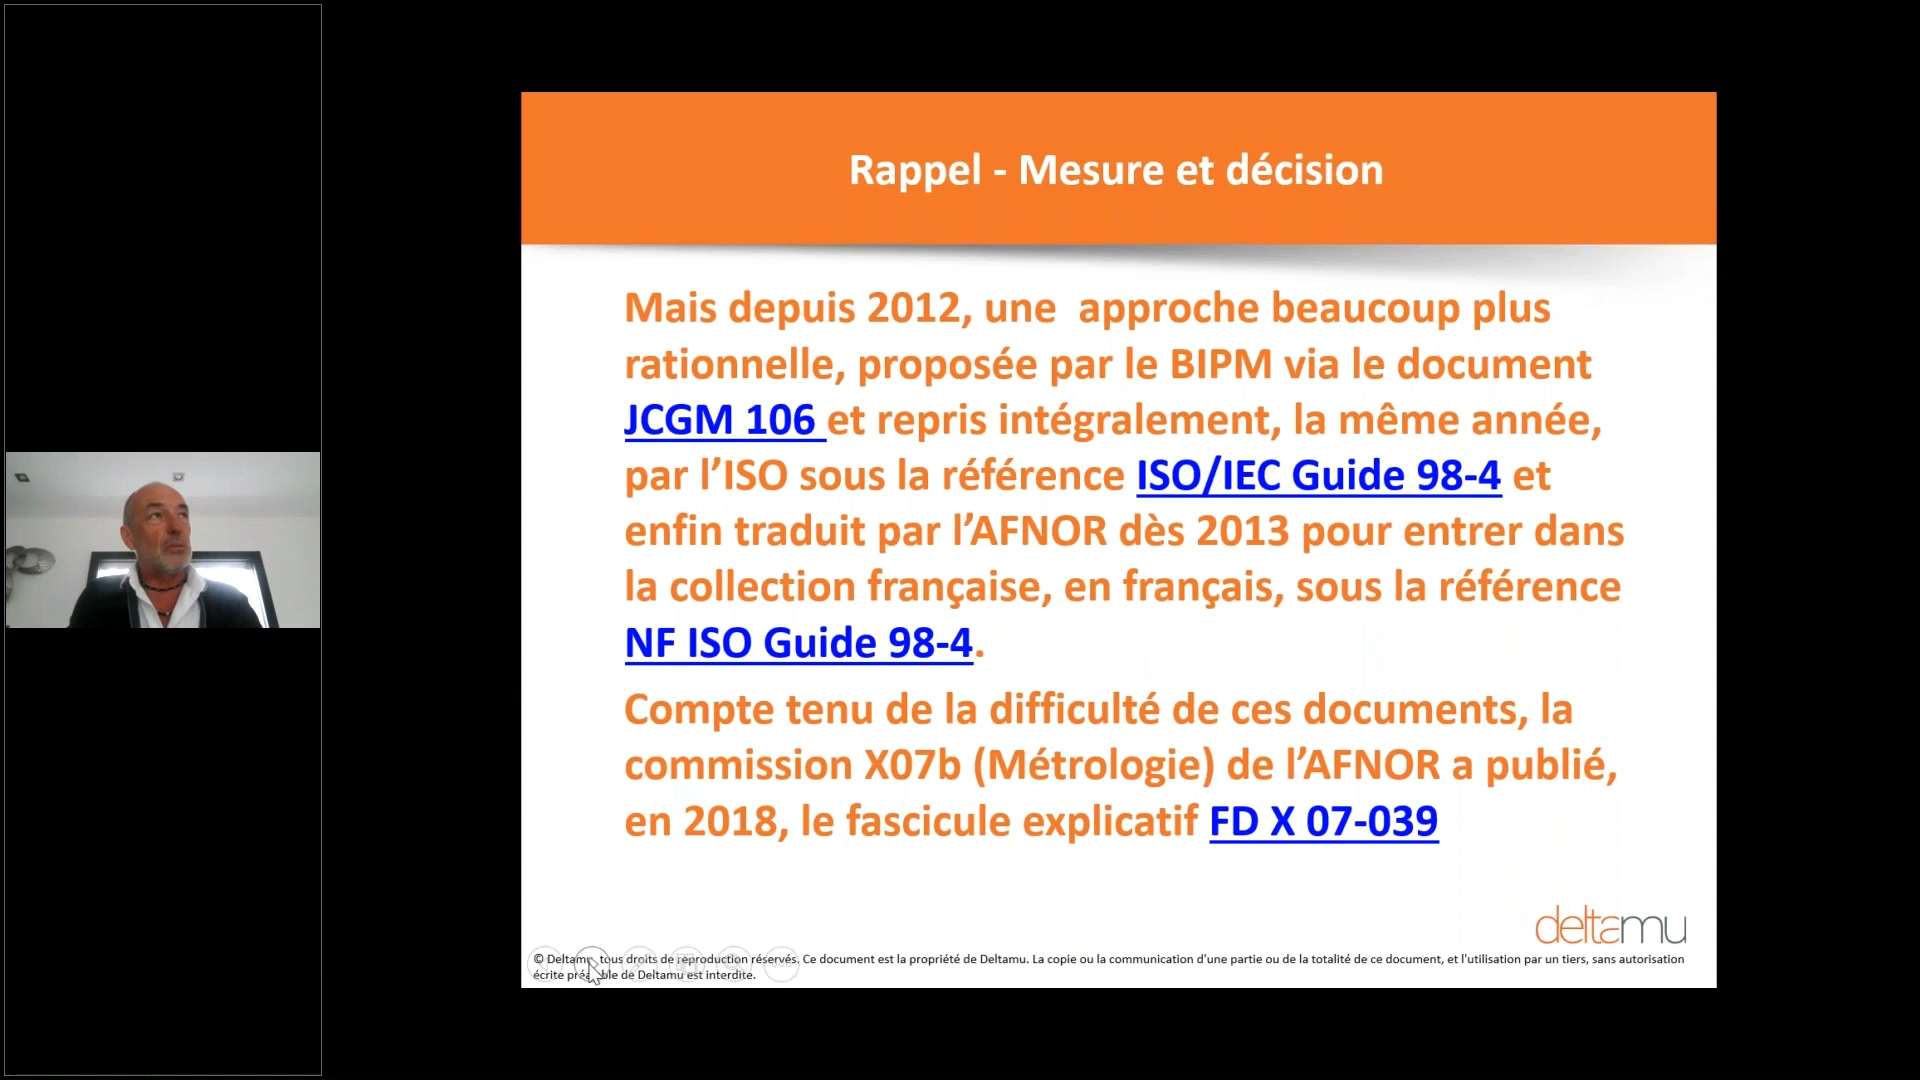 Rappel - Mesure et décision
Mais depuis 2012, une  approche beaucoup plus
rationnelle, proposée par le BIPM via le document
JCGM 106 et repris intégralement, la même année,
par l’ISO sous la référence ISO/IEC Guide 98-4 et
enfin traduit par l’AFNOR dès 2013 pour entrer dans
la collection française, en français, sous la référence
NF ISO Guide 98-4.
Compte tenu de la difficulté de ces documents, la
commission X07b (Métrologie) de l’AFNOR a publié,
en 2018, le fascicule explicatif FD X 07-039
deltamu
© Deltamu, tous droits de reproduction réservés. Ce document est la propriété de Deltamu. La copie ou la communication d'une partie ou de la totalité de ce document, et l'utilisation par un tiers, sans autorisation
écrite préalable de Deltamu est interdite.